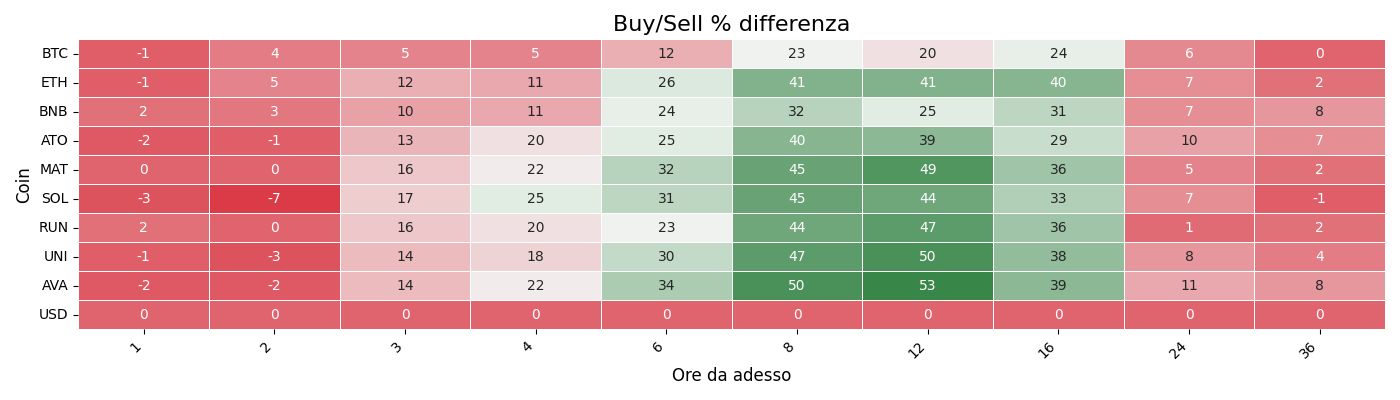 Buy/Sell % differenza
Coin
BTC -1 4 5 5 12 23 20 24 6 0
ETH -1 5 12 11 26 41 41 40 7 2
BNB 2 3 10 11 24 32 25 31 7 8
ATO -2 -1 13 20 25 40 39 29 10 7
MAT 0 0 16 22 32 45 49 36 5 2
SOL -3 -7 17 25 31 45 44 33 7 -1
RUN 2 0 16 20 23 44 47 36 1 2
UNI -1 -3 14 18 30 47 50 38 8 4
AVA -2 -2 14 22 34 50 53 39 11 8
USD 0 0 0 0 0 0 0 0 0 0
1 2 3 4 6 8 12 16 24 36
Ore da adesso